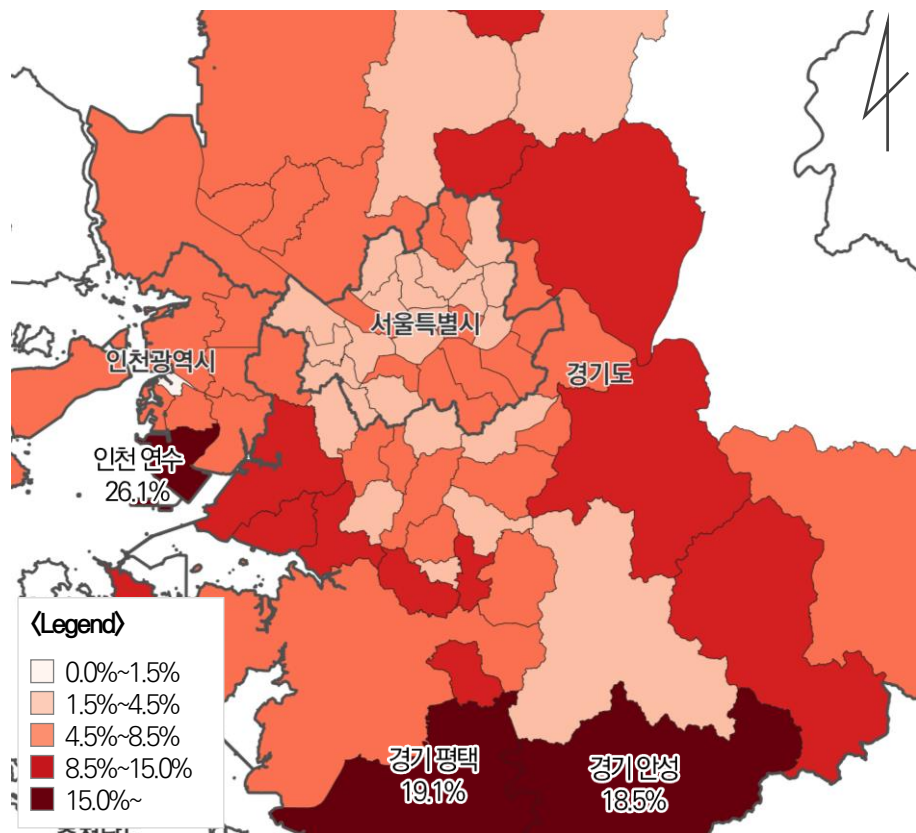 서울특별시
인천광역시
경기도
인천 연수
26.1%
〈Legend〉
0.0%~1.5%
1.5%~4.5%
4.5%~8.5%
8.5%~15.0%
15.0%~
경기 평택
19.1%
경기 안성
18.5%